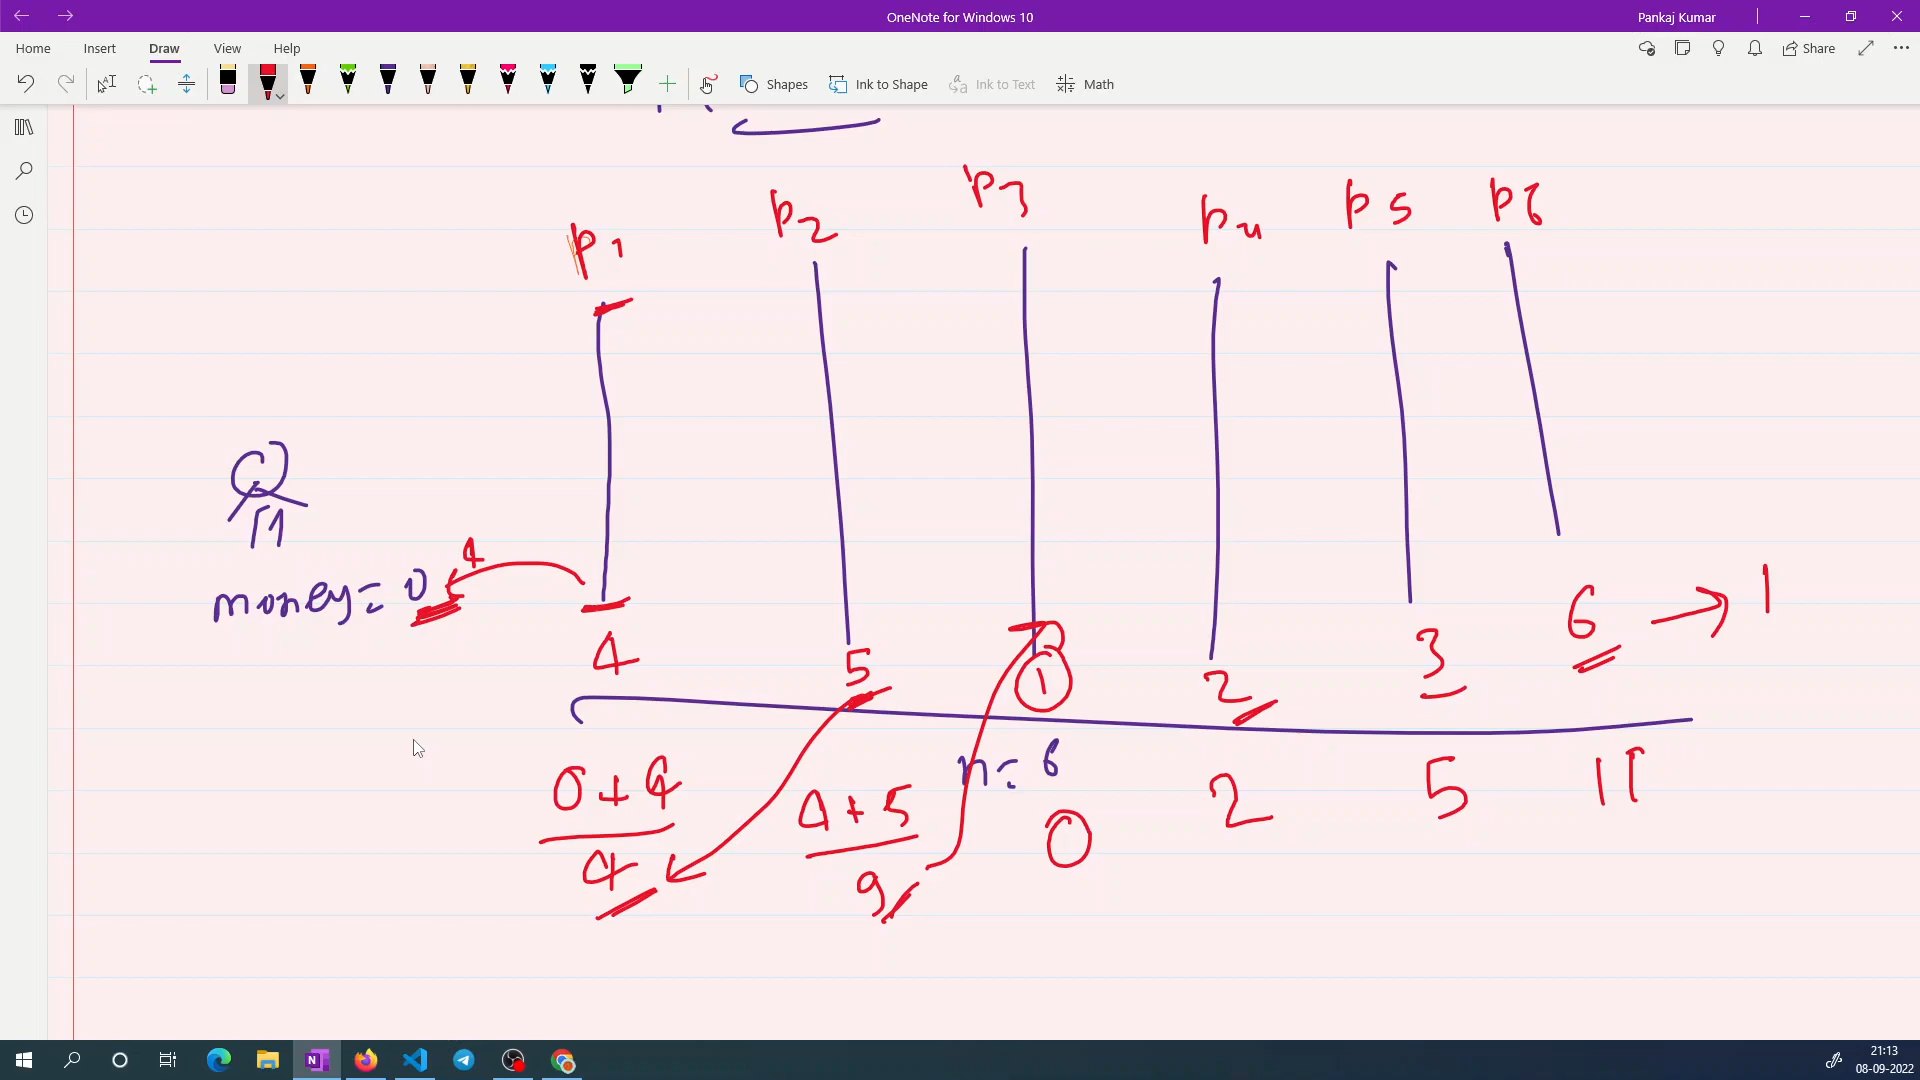 OneNote for Windows 10
Pankaj Kumar
Home Insert Draw View Help
Share
Shapes Ink to Shape Ink to Text Math
P1 P2 P3 P4 P5 P6
money = 0
4
4 5 1 2 3 6 → 1
n = 6
0+4
4
4+5
9
0 2 5 11
21:13
08-09-2022